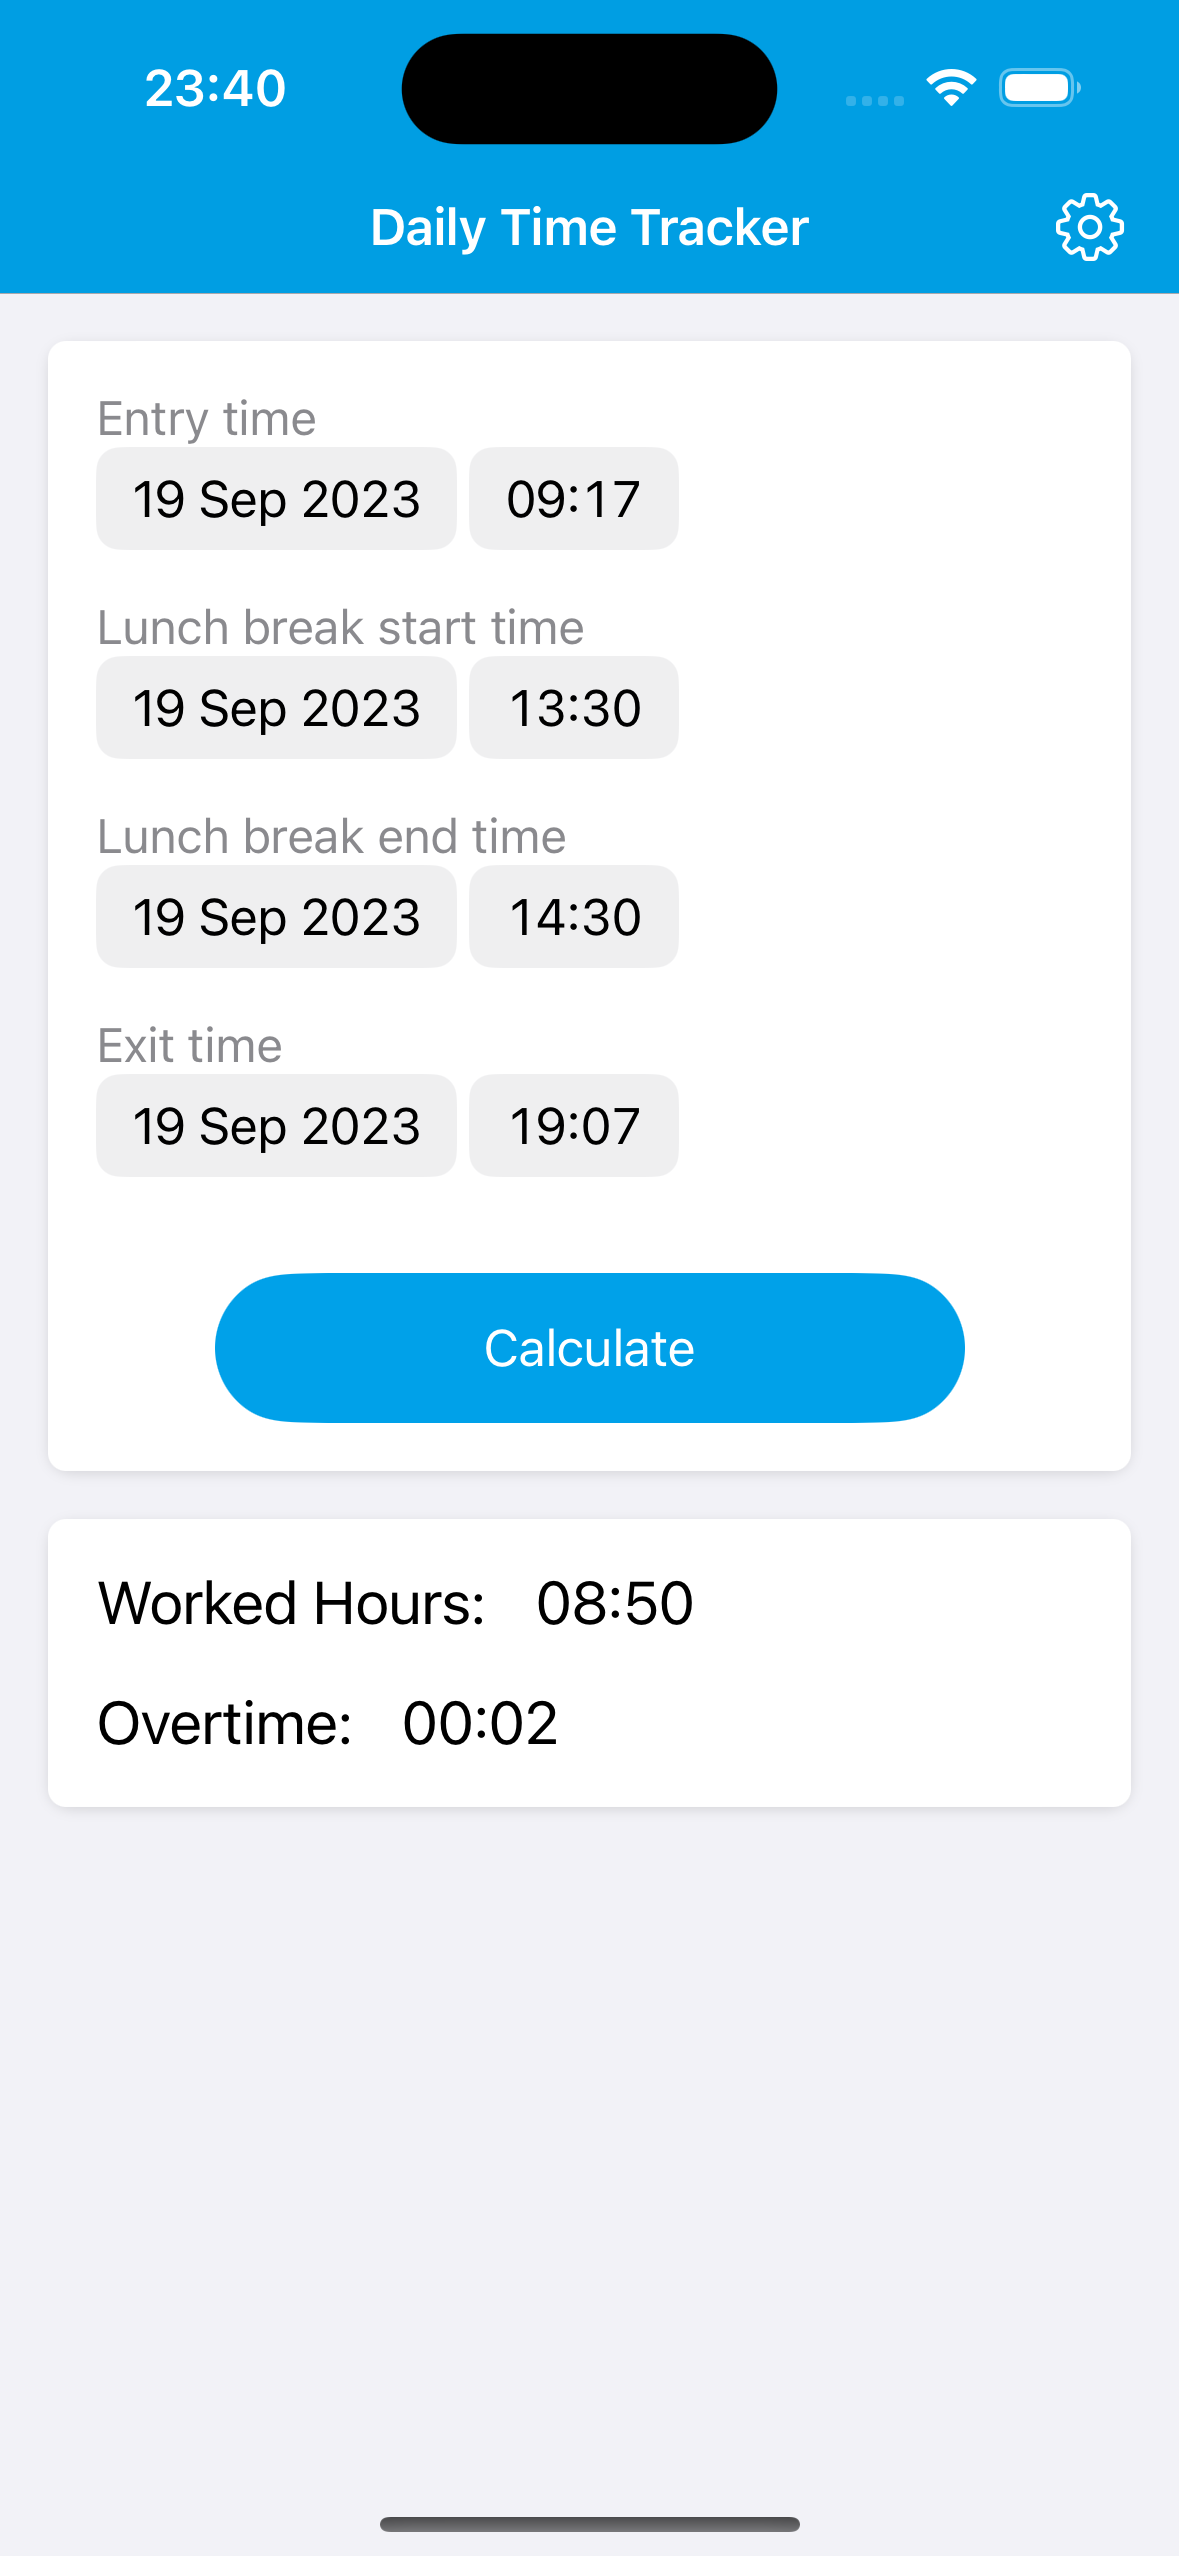 23:40
Daily Time Tracker
Entry time
19 Sep 2023 09:17
Lunch break start time
19 Sep 2023 13:30
Lunch break end time
19 Sep 2023 14:30
Exit time
19 Sep 2023 19:07
Calculate
Worked Hours: 08:50
Overtime: 00:02